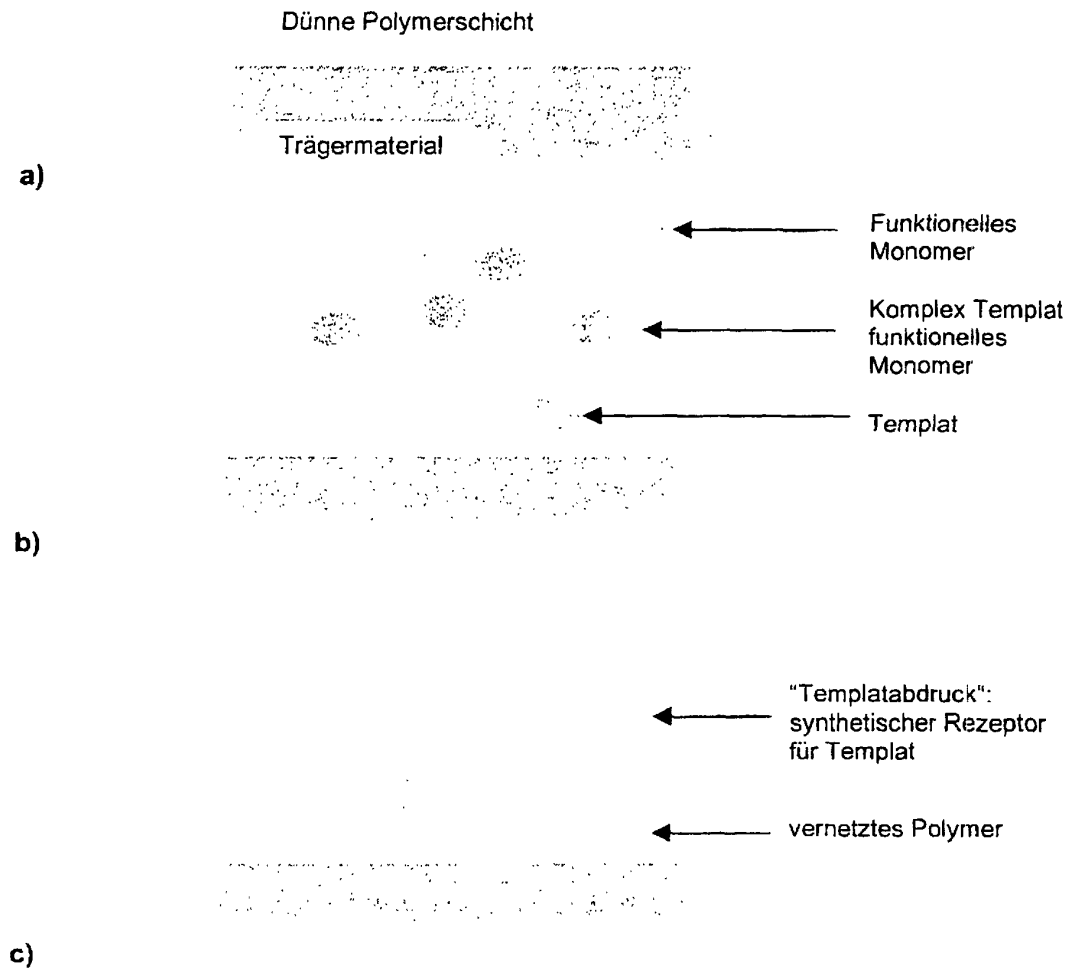 Dünne Polymerschicht
Trägermaterial
a)
Funktionelles
Monomer
Komplex Templat
funktionelles
Monomer
Templat
b)
"Templatabdruck":
synthetischer Rezeptor
für Templat
vernetztes Polymer
c)